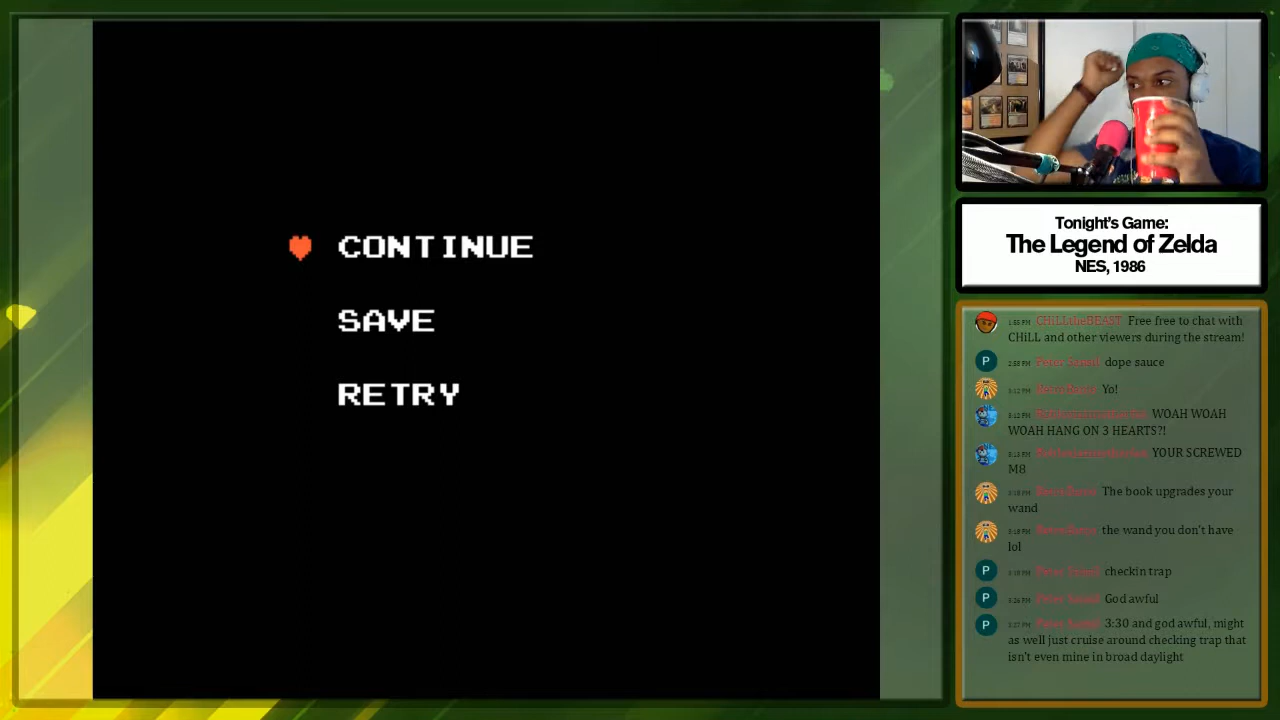 CONTINUE
SAVE
RETRY
Tonight's Game:
The Legend of Zelda
NES, 1986
CHiLLtheBEAST Free free to chat with
CHiLL and other viewers during the stream!
dope sauce
Yo!
WOAH WOAH
WOAH HANG ON 3 HEARTS?!
YOUR SCREWED
M8
The book upgrades your
wand
the wand you don't have
lol
checkin trap
God awful
3:30 and god awful, might
as well just cruise around checking trap that
isn't even mine in broad daylight